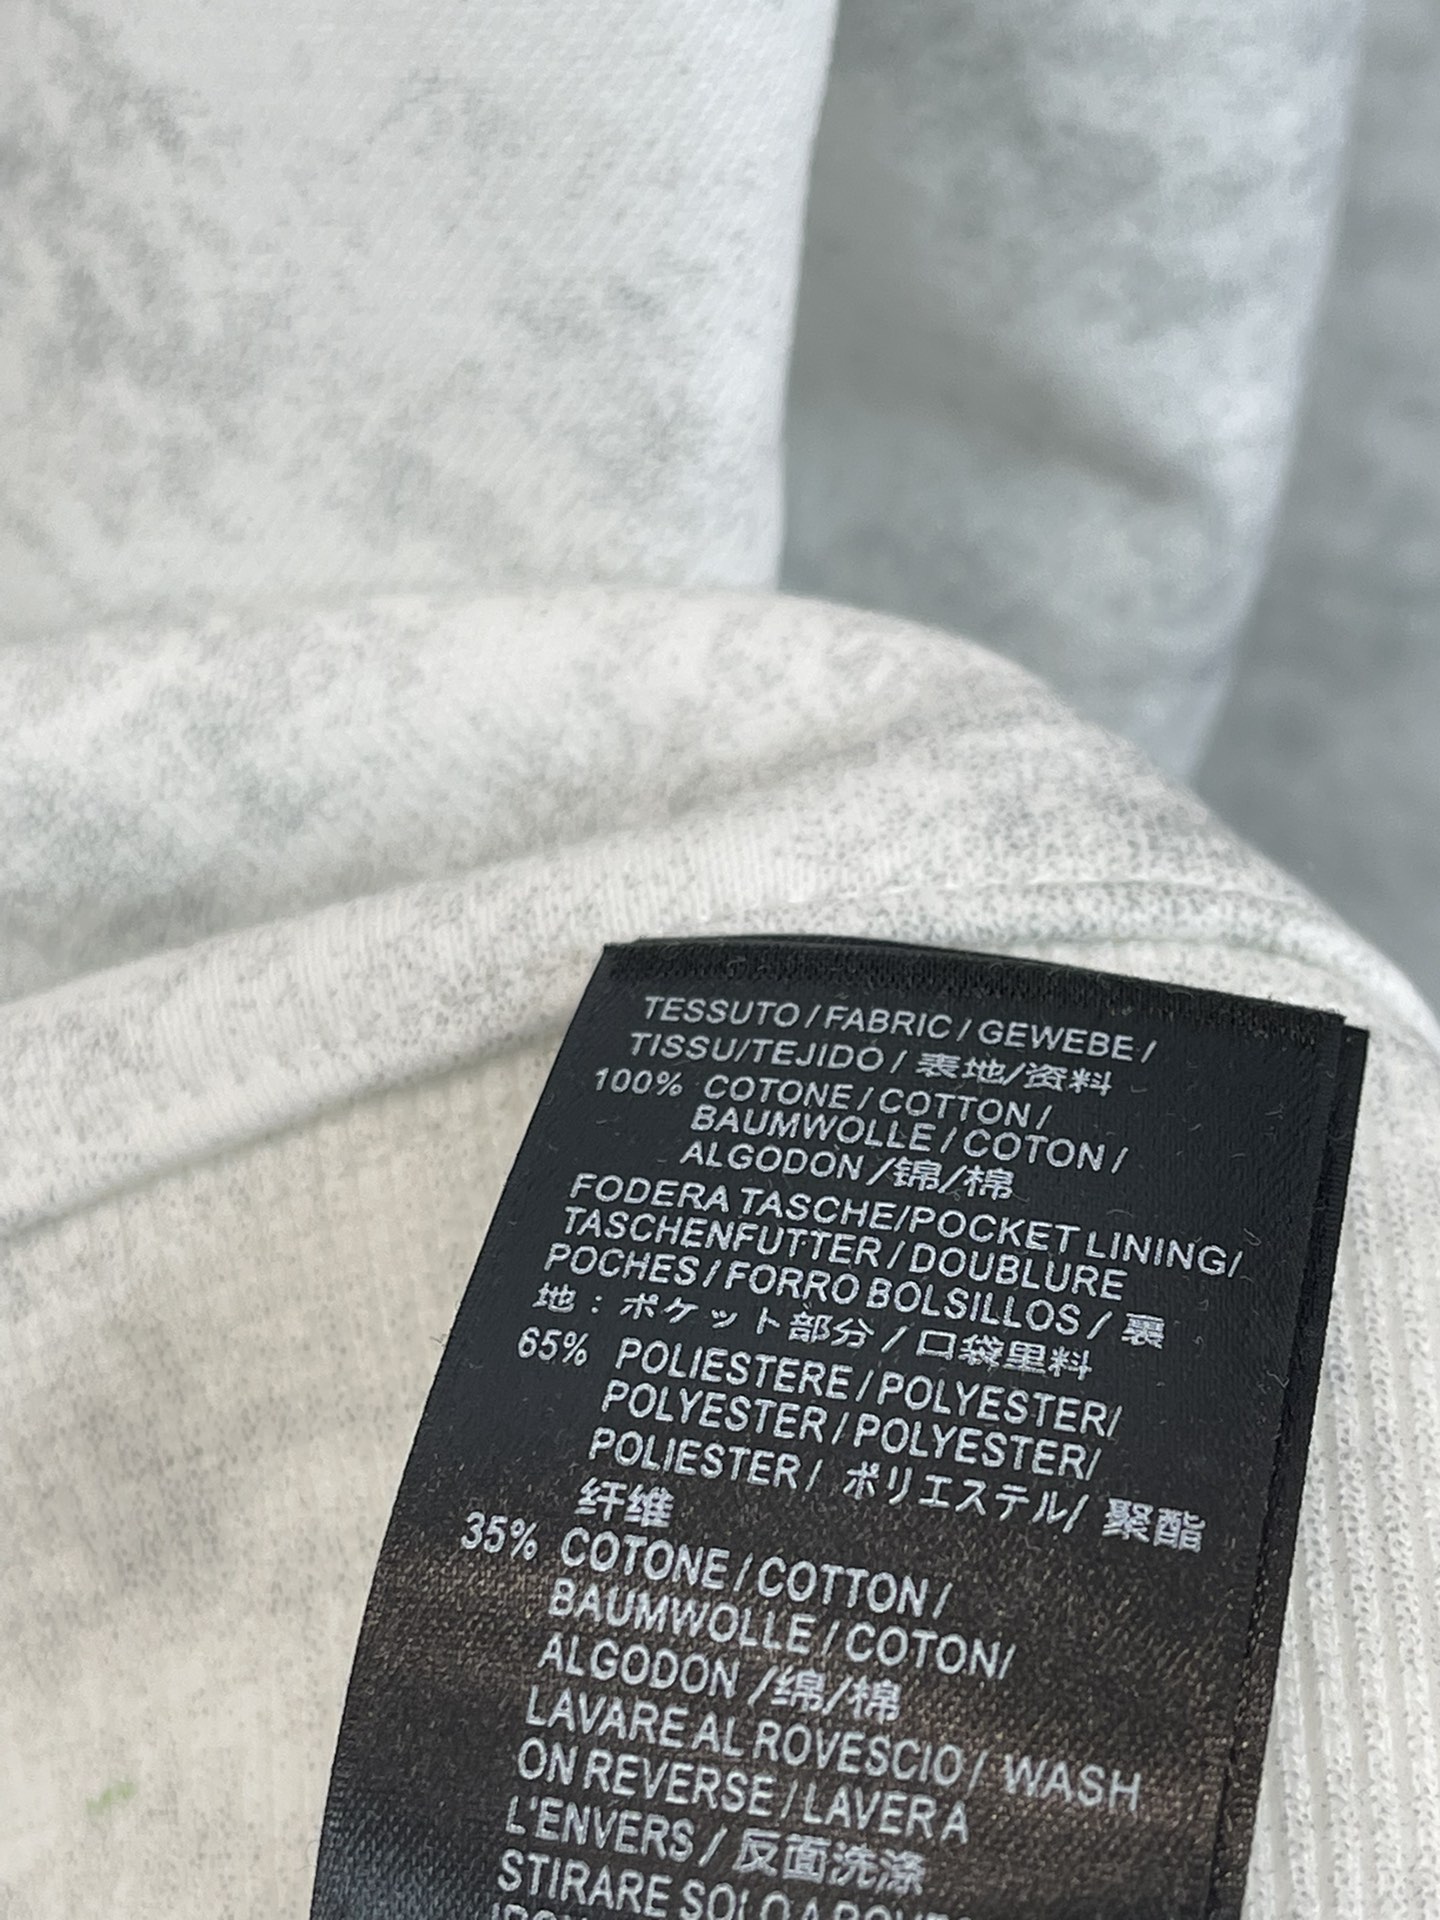 TESSUTO / FABRIC / GEWEBE /
TISSU/TEJIDO / 表地/资料
100% COTONE / COTTON /
BAUMWOLLE / COTON /
ALGODON /锦/棉
FODERA TASCHE/POCKET LINING/
TASCHENFUTTER / DOUBLURE
POCHES / FORRO BOLSILLOS / 裏
地：ポケット部分 / 口袋里料
65% POLIESTERE / POLYESTER/
POLYESTER / POLYESTER/
POLIESTER / ポリエステル/ 聚酯
纤维
35% COTONE / COTTON /
BAUMWOLLE / COTON/
ALGODON /绵/棉
LAVARE AL ROVESCIO / WASH
ON REVERSE / LAVER A
L'ENVERS / 反面洗涤
STIRARE SOLO A